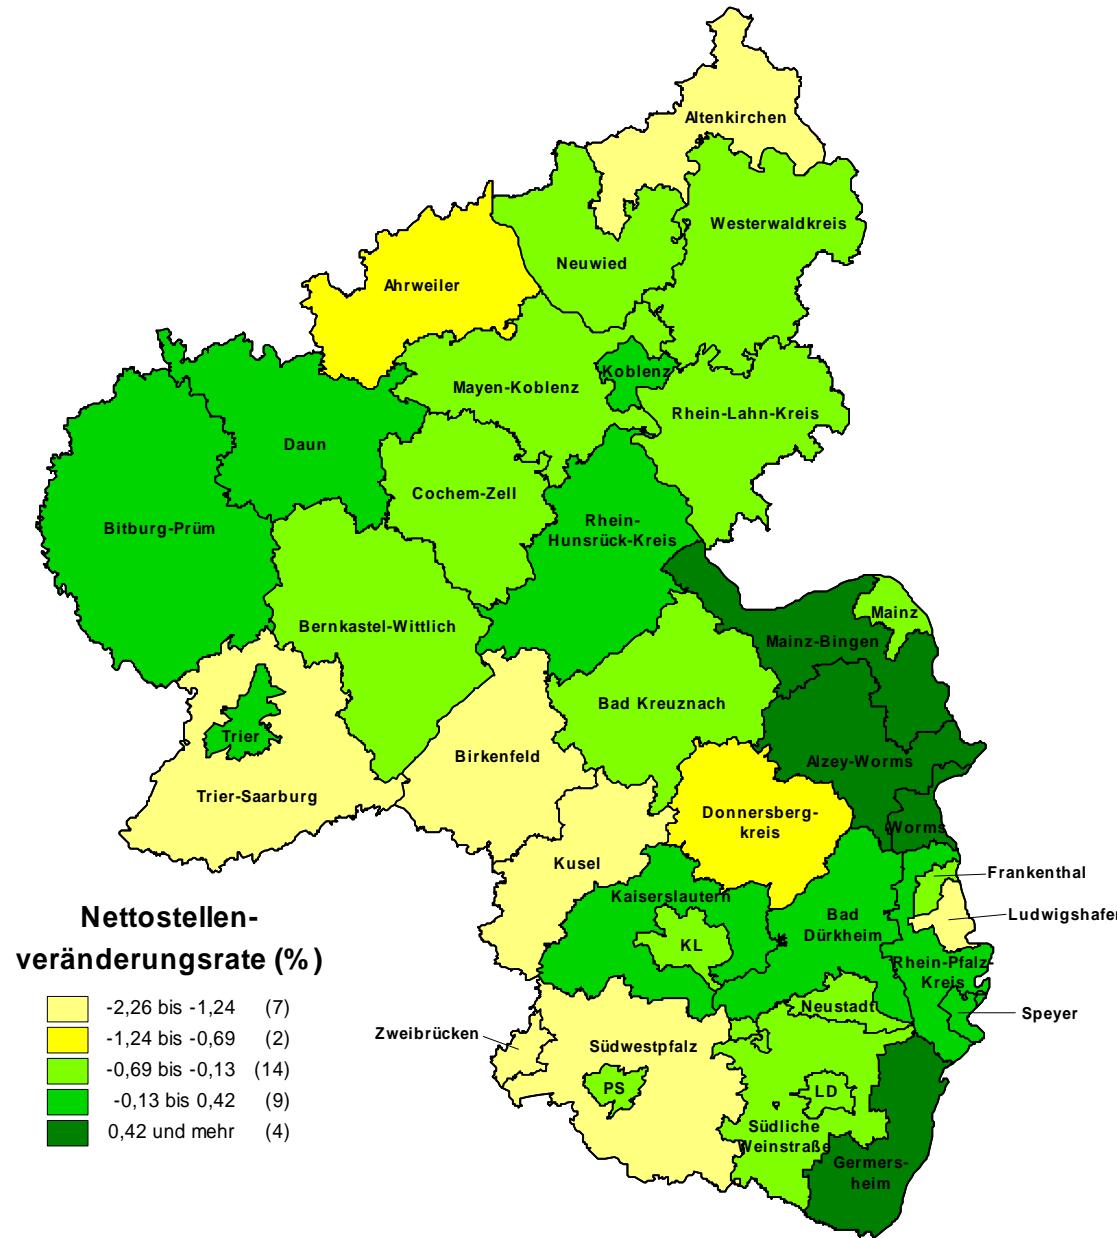 Altenkirchen
Westerwaldkreis
Neuwied
Ahrweiler
Koblenz
Mayen-Koblenz
Rhein-Lahn-Kreis
Daun
Cochem-Zell
Bitburg-Prüm
Rhein-
Hunsrück-Kreis
Mainz
Bernkastel-Wittlich
Mainz-Bingen
Bad Kreuznach
Trier
Birkenfeld
Alzey-Worms
Trier-Saarburg
Donnersberg-
kreis
Worms
Kusel
Frankenthal
Kaiserslautern
Ludwigshafen
Bad
Dürkheim
KL
Rhein-Pfalz-
Kreis
Neustadt
Speyer
Zweibrücken
Südwestpfalz
PS
LD
Südliche
Weinstraße
Germers-
heim
Nettostellen-
veränderungsrate (%)
-2,26 bis -1,24 (7)
-1,24 bis -0,69 (2)
-0,69 bis -0,13 (14)
-0,13 bis 0,42 (9)
0,42 und mehr (4)